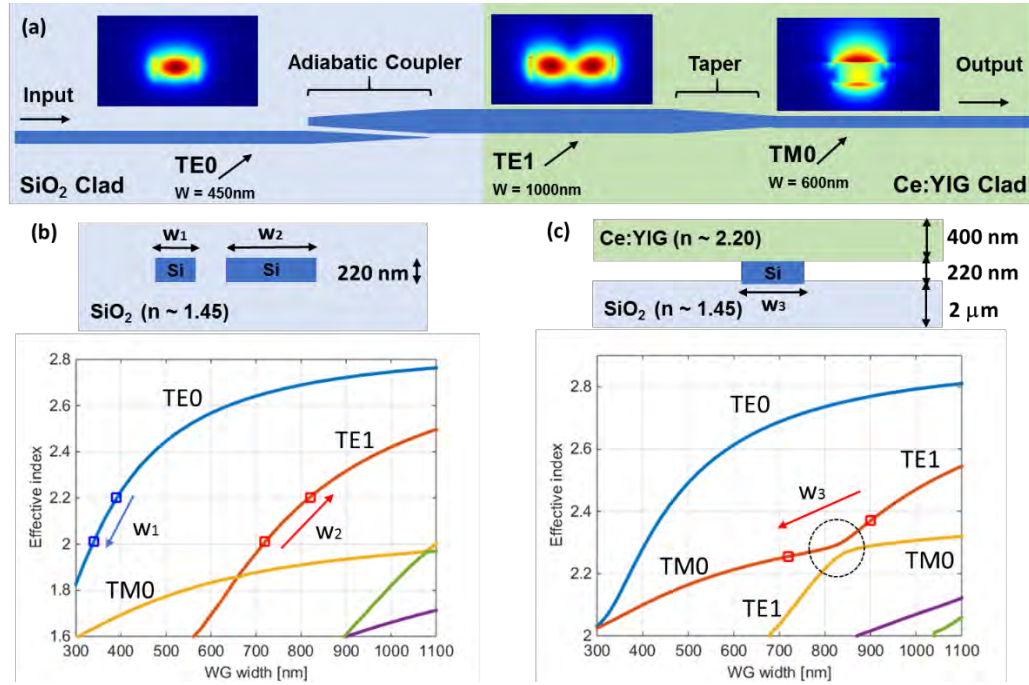 (a)
Adiabatic Coupler
Taper
Input
Output
TE0
W = 450nm
TE1
W = 1000nm
TM0
W = 600nm
SiO₂ Clad
Ce:YIG Clad
(b)
w₁
w₂
Si
Si
220 nm
SiO₂ (n ~ 1.45)
2.8
2.6
2.4
2.2
2
1.8
1.6
Effective index
TE0
TE1
w₁
w₂
TM0
300 400 500 600 700 800 900 1000 1100
WG width [nm]
(c)
Ce:YIG (n ~ 2.20)
400 nm
Si
220 nm
w₃
SiO₂ (n ~ 1.45)
2 μm
2.8
2.6
2.4
2.2
2
Effective index
TE0
TE1
w₃
TM0
TM0
TE1
300 400 500 600 700 800 900 1000 1100
WG width [nm]